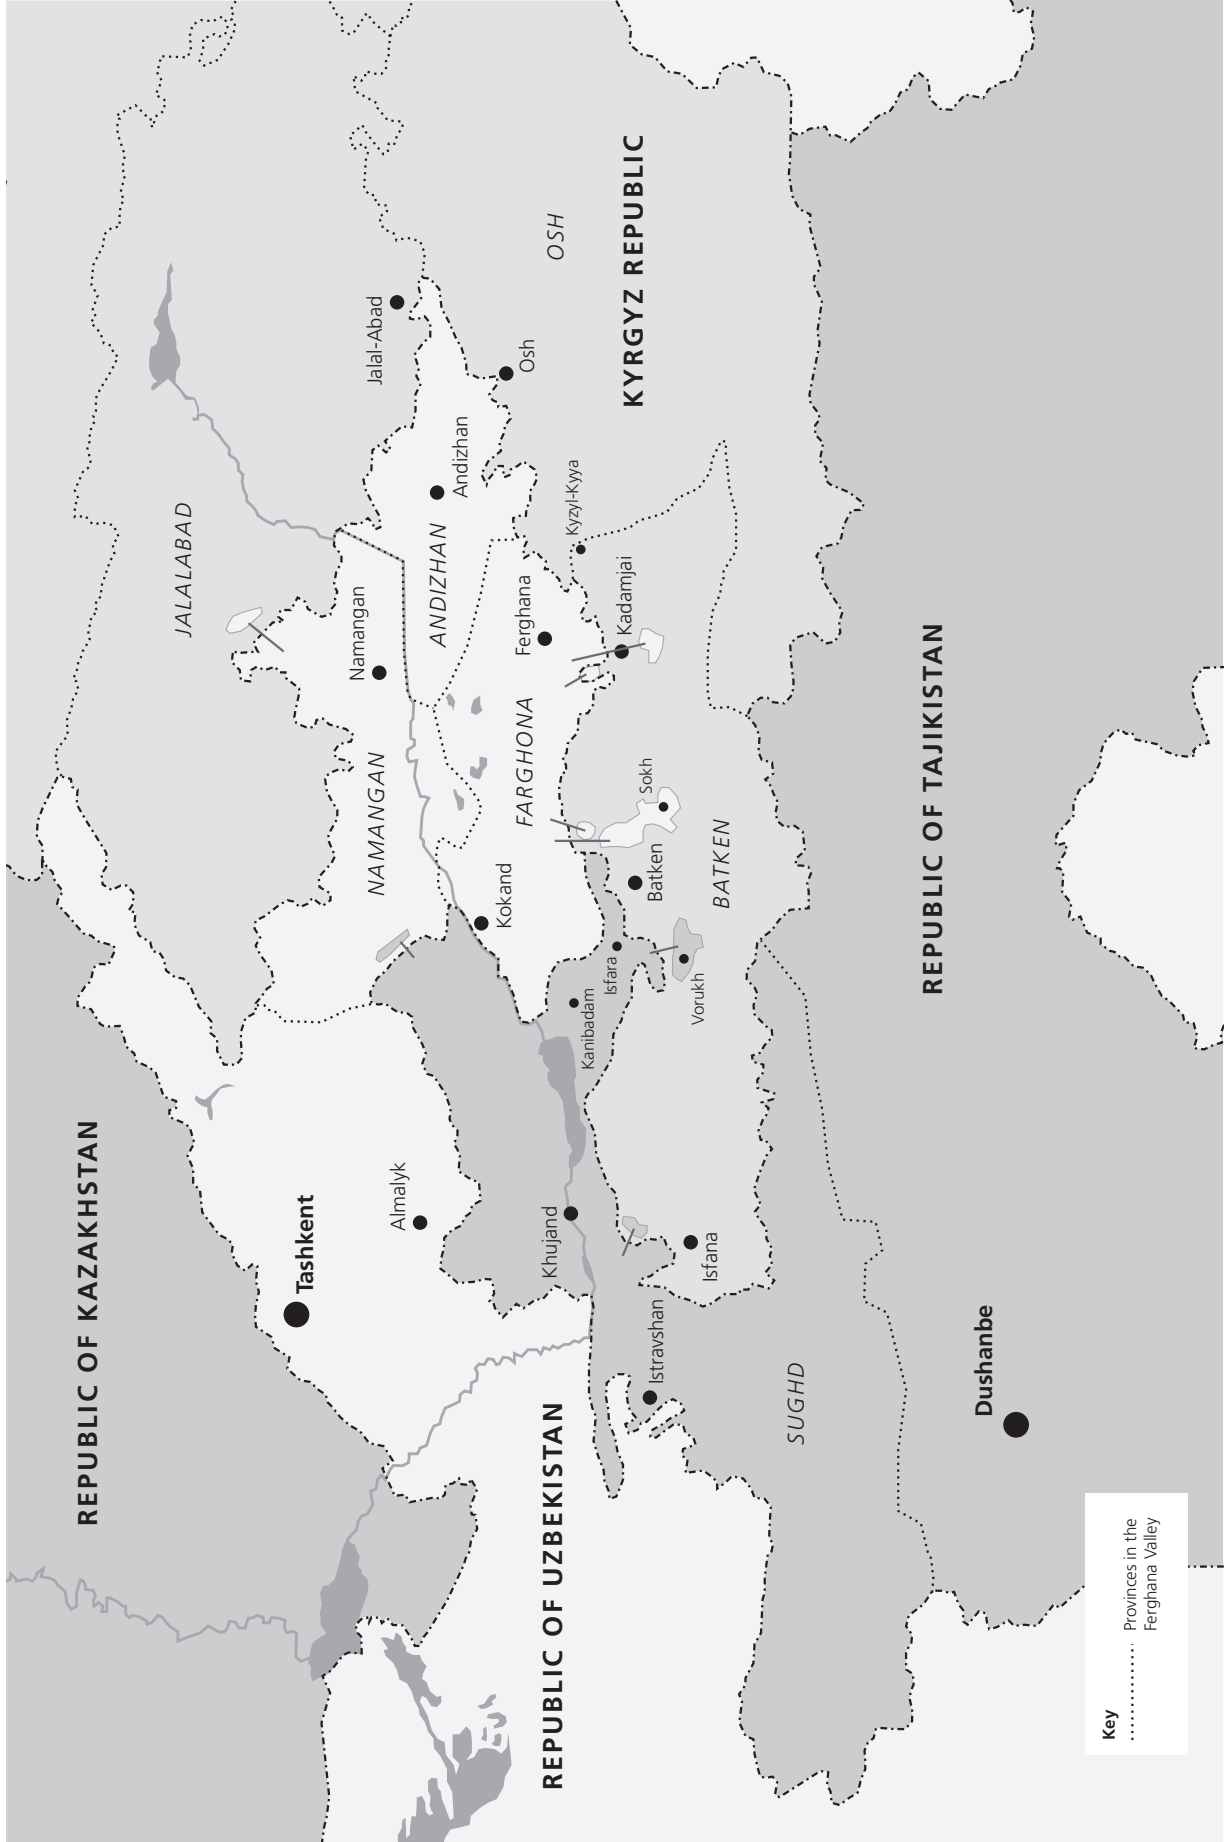 REPUBLIC OF KAZAKHSTAN
JALALABAD
Tashkent
Namangan
Jalal-Abad
NAMANGAN
Almalyk
ANDIZHAN
Andizhan
Kokand
FARGHONA
Ferghana
Osh
OSH
REPUBLIC OF UZBEKISTAN
Khujand
Kanibadam
Isfara
Kyzyl-Kyya
Kadamjai
KYRGYZ REPUBLIC
Sokh
Batken
Istravshan
Vorukh
Isfana
BATKEN
SUGHD
REPUBLIC OF TAJIKISTAN
Dushanbe
Key
Provinces in the
Ferghana Valley